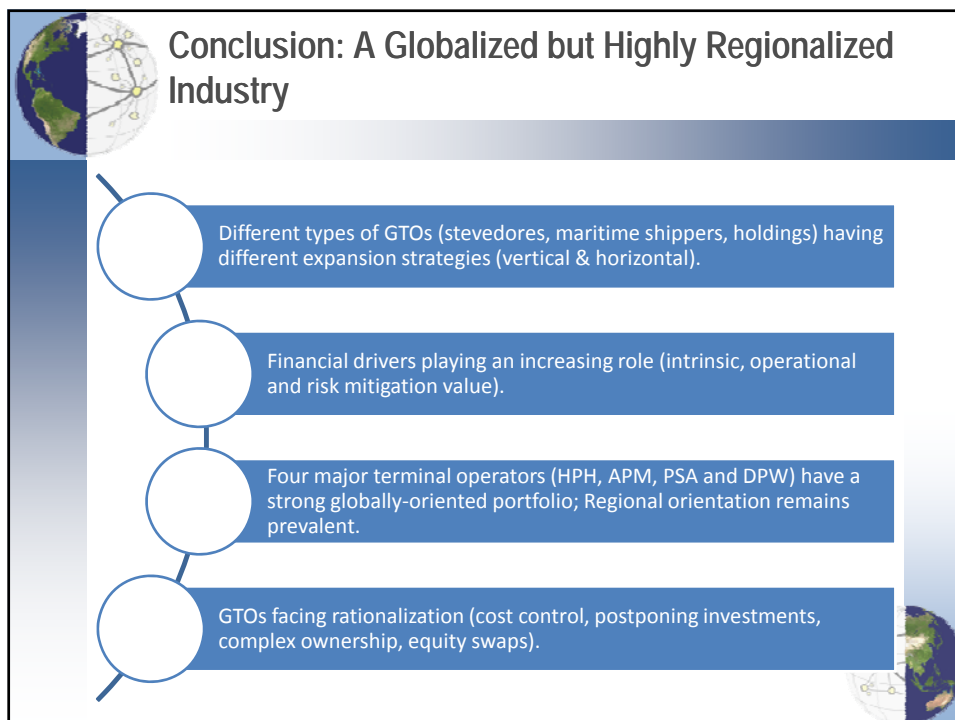 Conclusion: A Globalized but Highly Regionalized
Industry
Different types of GTOs (stevedores, maritime shippers, holdings) having
different expansion strategies (vertical & horizontal).
Financial drivers playing an increasing role (intrinsic, operational
and risk mitigation value).
Four major terminal operators (HPH, APM, PSA and DPW) have a
strong globally-oriented portfolio; Regional orientation remains
prevalent.
GTOs facing rationalization (cost control, postponing investments,
complex ownership, equity swaps).